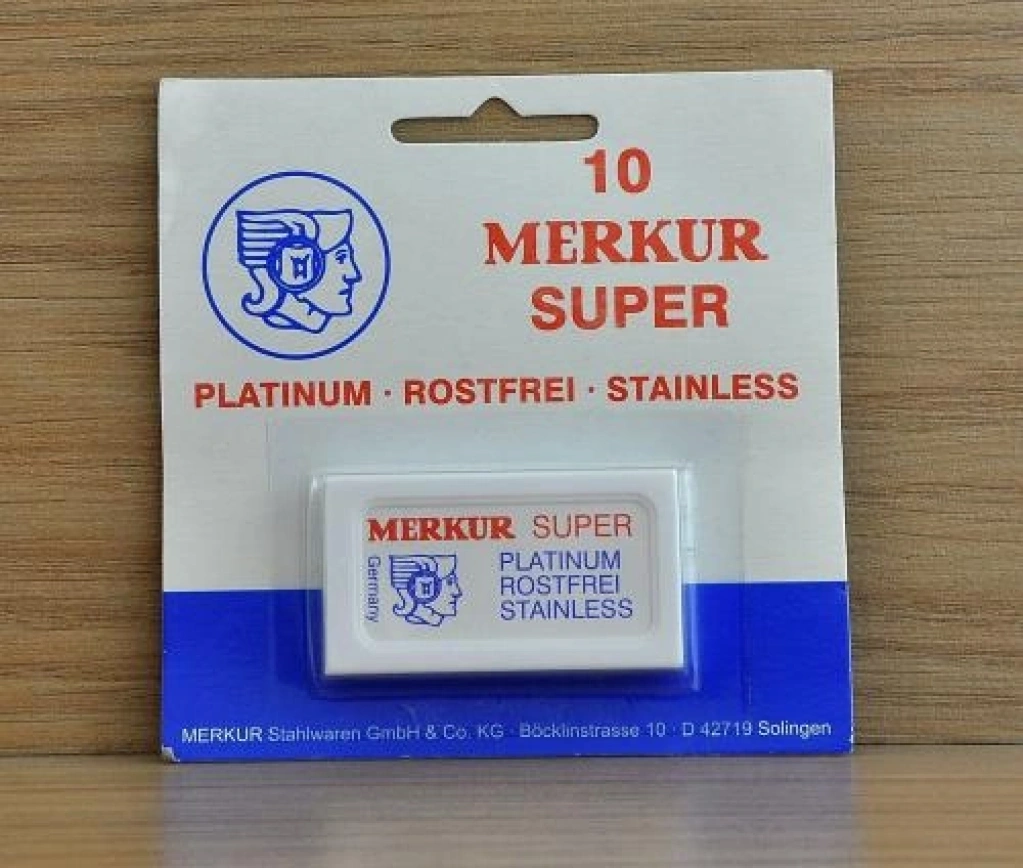 10
MERKUR
SUPER
PLATINUM · ROSTFREI · STAINLESS
MERKUR SUPER
Germany
PLATINUM
ROSTFREI
STAINLESS
MERKUR Stahlwaren GmbH & Co. KG · Böcklinstrasse 10 · D 42719 Solingen